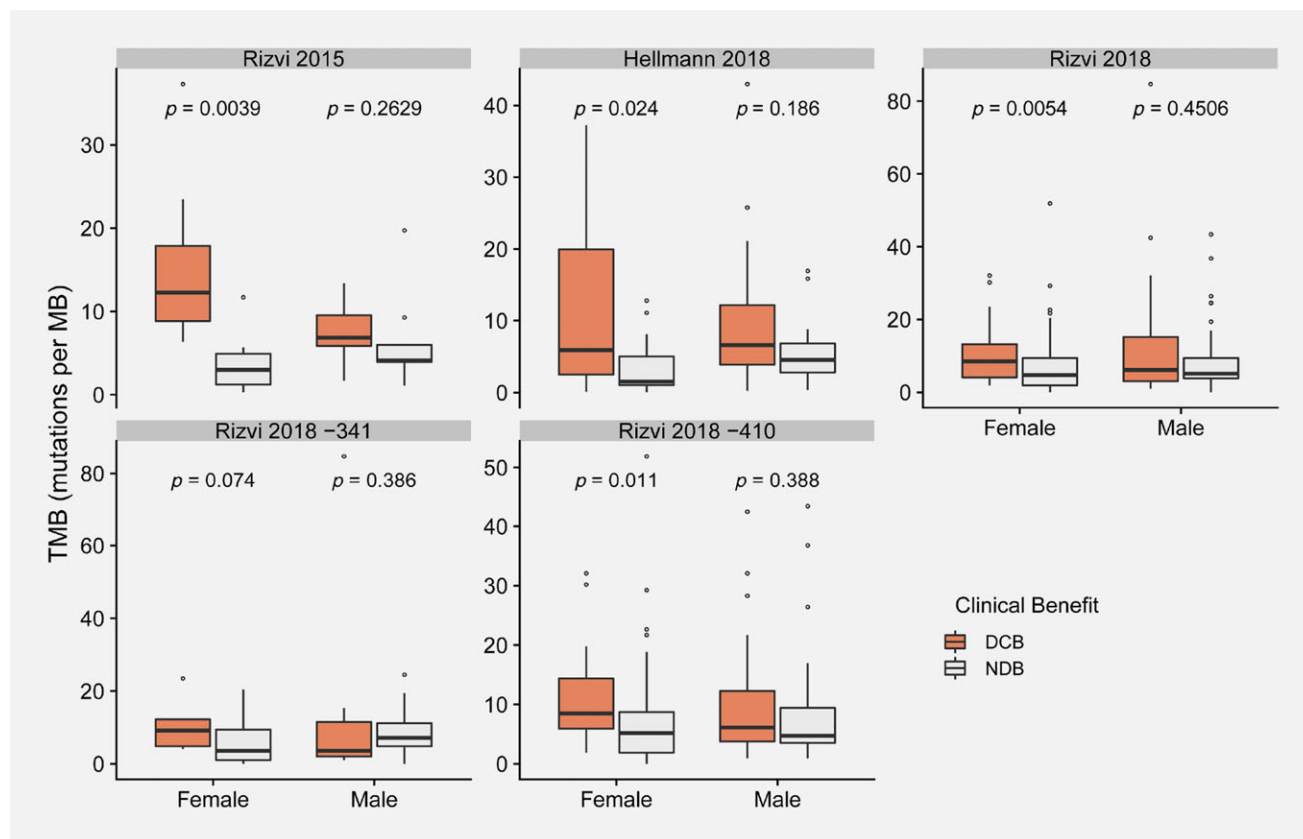 Rizvi 2015
Hellmann 2018
Rizvi 2018
p = 0.0039
p = 0.2629
p = 0.024
p = 0.186
p = 0.0054
p = 0.4506
30
20
10
0
40
30
20
10
0
80
60
40
20
0
Female
Male
TMB (mutations per MB)
Rizvi 2018 −341
Rizvi 2018 −410
p = 0.074
p = 0.386
p = 0.011
p = 0.388
80
60
40
20
0
50
40
30
20
10
0
Female
Male
Female
Male
Clinical Benefit
DCB
NDB